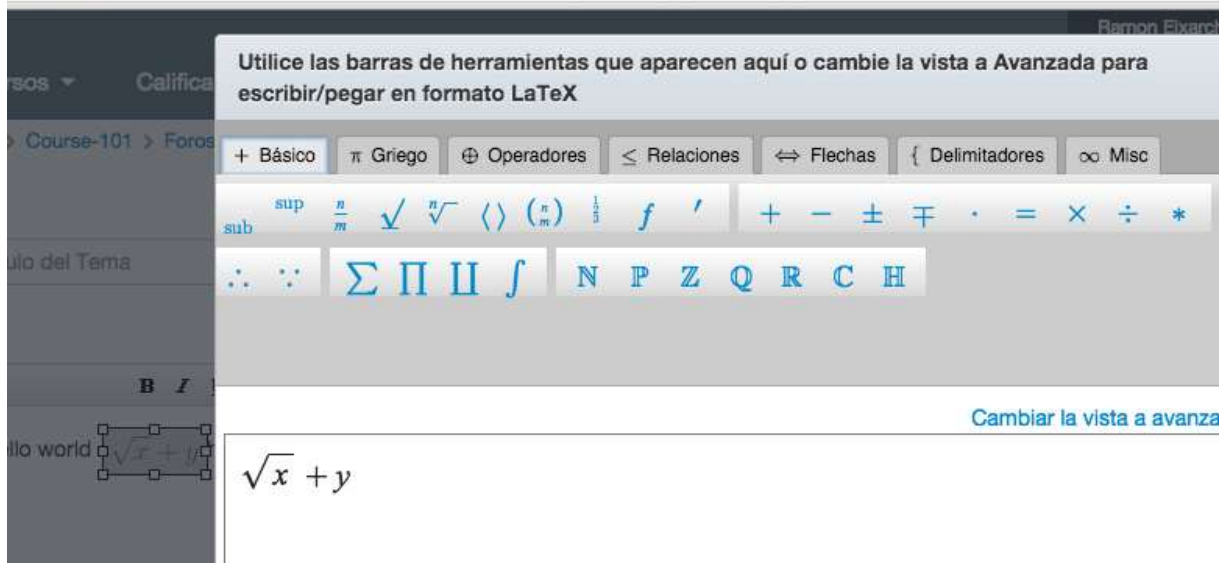 Ramon Eixarch
rsos
Califica
Utilice las barras de herramientas que aparecen aquí o cambie la vista a Avanzada para
escribir/pegar en formato LaTeX
> Course-101 > Foros
+ Básico π Griego ⊕ Operadores ≤ Relaciones ⇔ Flechas { Delimitadores ∞ Misc
sub sup n/m √ ⁿ√ ⟨⟩ (n m) 1/2/3 f ′ + − ± ∓ · = × ÷ *
ulo del Tema
∴ ∵ ∑ ∏ ∐ ∫ ℕ ℙ ℤ ℚ ℝ ℂ ℍ
B I
Cambiar la vista a avanza
llo world √x + y
√x + y